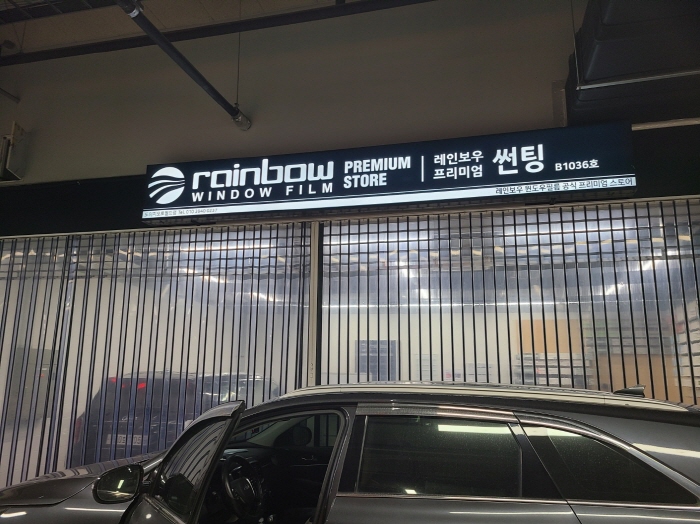 rainbow
WINDOW FILM
PREMIUM
STORE
레인보우
프리미엄
썬팅
B1036호
레인보우 윈도우필름 공식 프리미엄 스토어